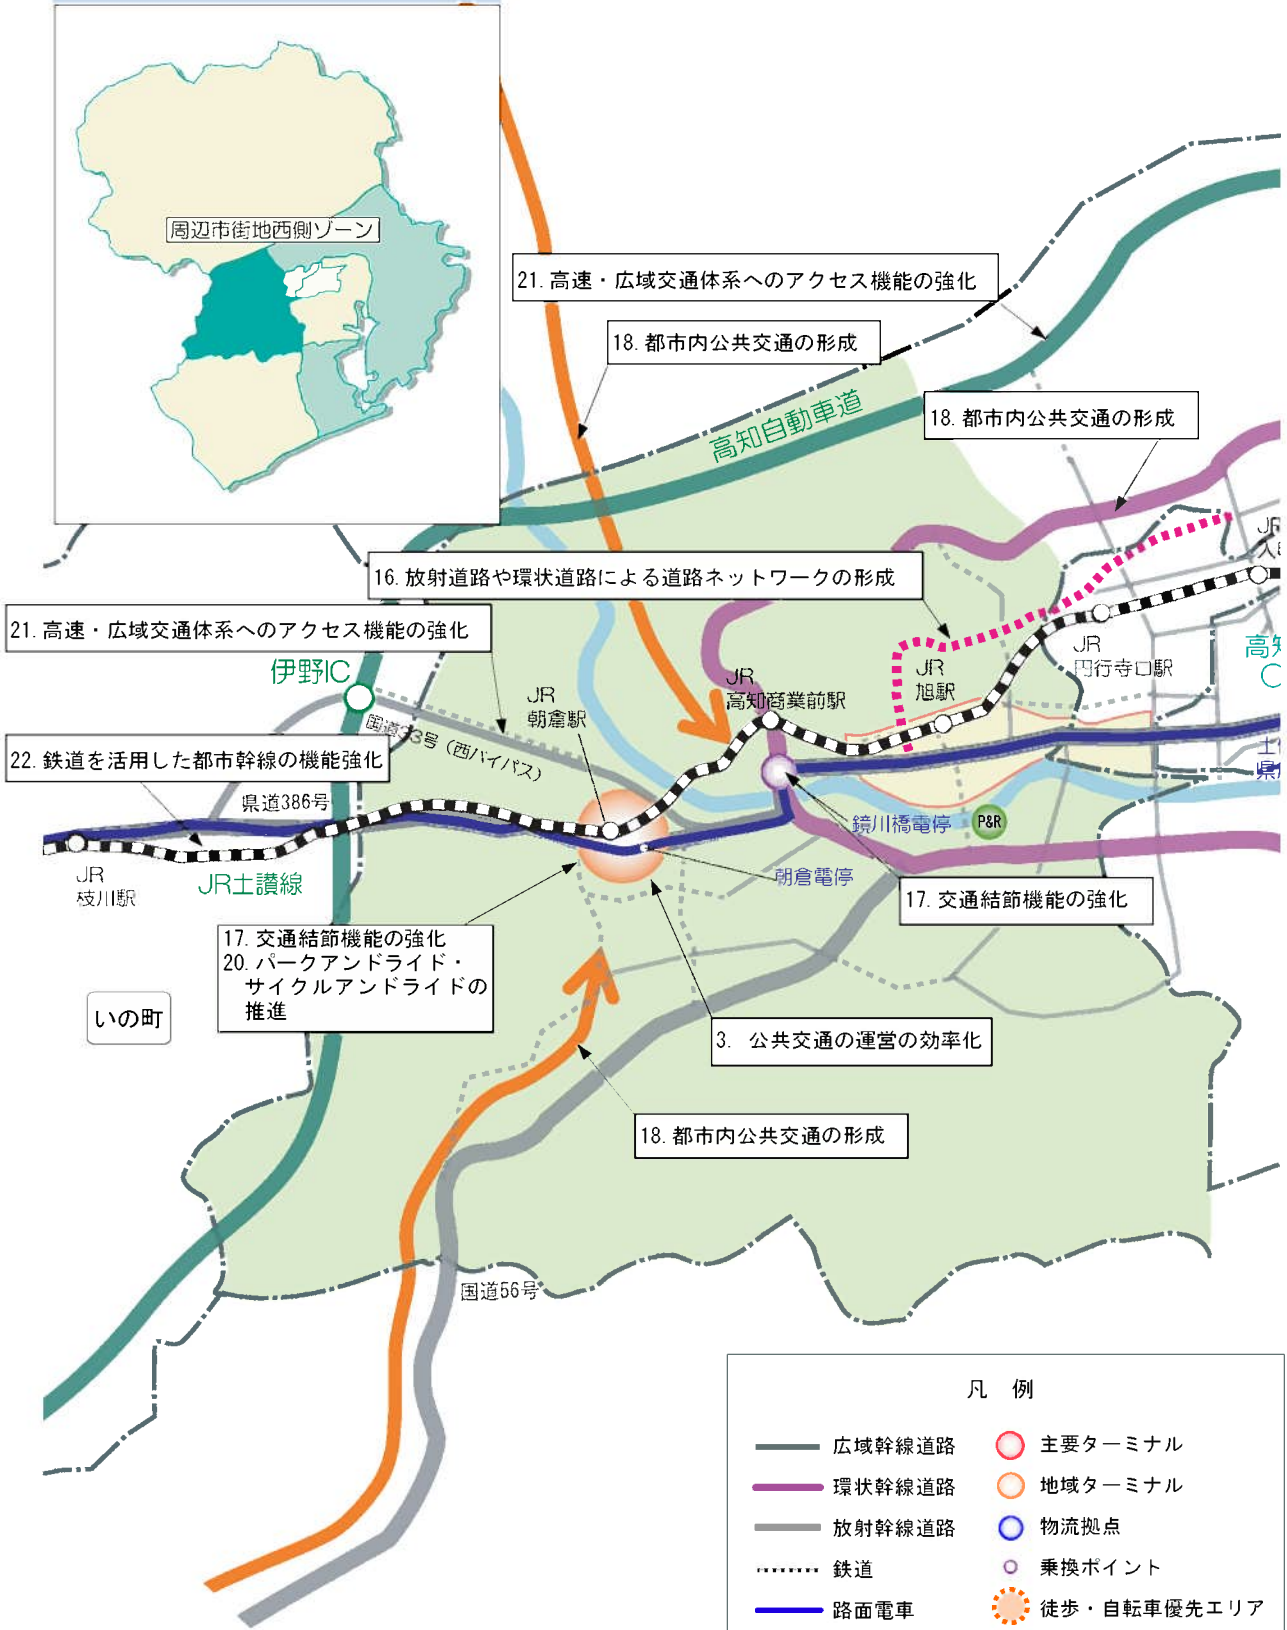 周辺市街地西側ゾーン
21. 高速・広域交通体系へのアクセス機能の強化
18. 都市内公共交通の形成
高知自動車道
18. 都市内公共交通の形成
16. 放射道路や環状道路による道路ネットワークの形成
21. 高速・広域交通体系へのアクセス機能の強化
伊野IC
国道33号（西バイパス）
JR
朝倉駅
JR
高知商業前駅
JR
旭駅
JR
円行寺口駅
JR
22. 鉄道を活用した都市幹線の機能強化
県道386号
鏡川橋電停
P&R
朝倉電停
JR
枝川駅
JR土讃線
17. 交通結節機能の強化
17. 交通結節機能の強化
20. パークアンドライド・
サイクルアンドライドの
推進
いの町
3. 公共交通の運営の効率化
18. 都市内公共交通の形成
国道56号
凡 例
広域幹線道路
主要ターミナル
環状幹線道路
地域ターミナル
放射幹線道路
物流拠点
鉄道
乗換ポイント
路面電車
徒歩・自転車優先エリア